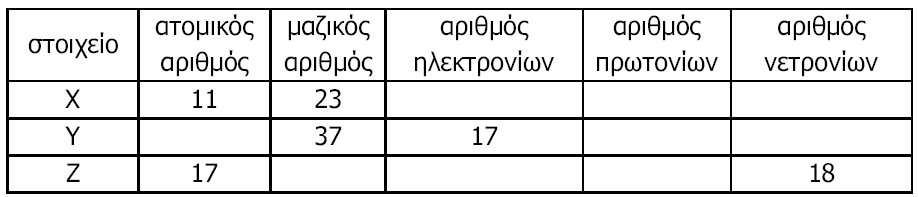 στοιχείο ατομικός αριθμός μαζικός αριθμός αριθμός ηλεκτρονίων αριθμός πρωτονίων αριθμός νετρονίων
X 11 23
Y 37 17
Z 17 18